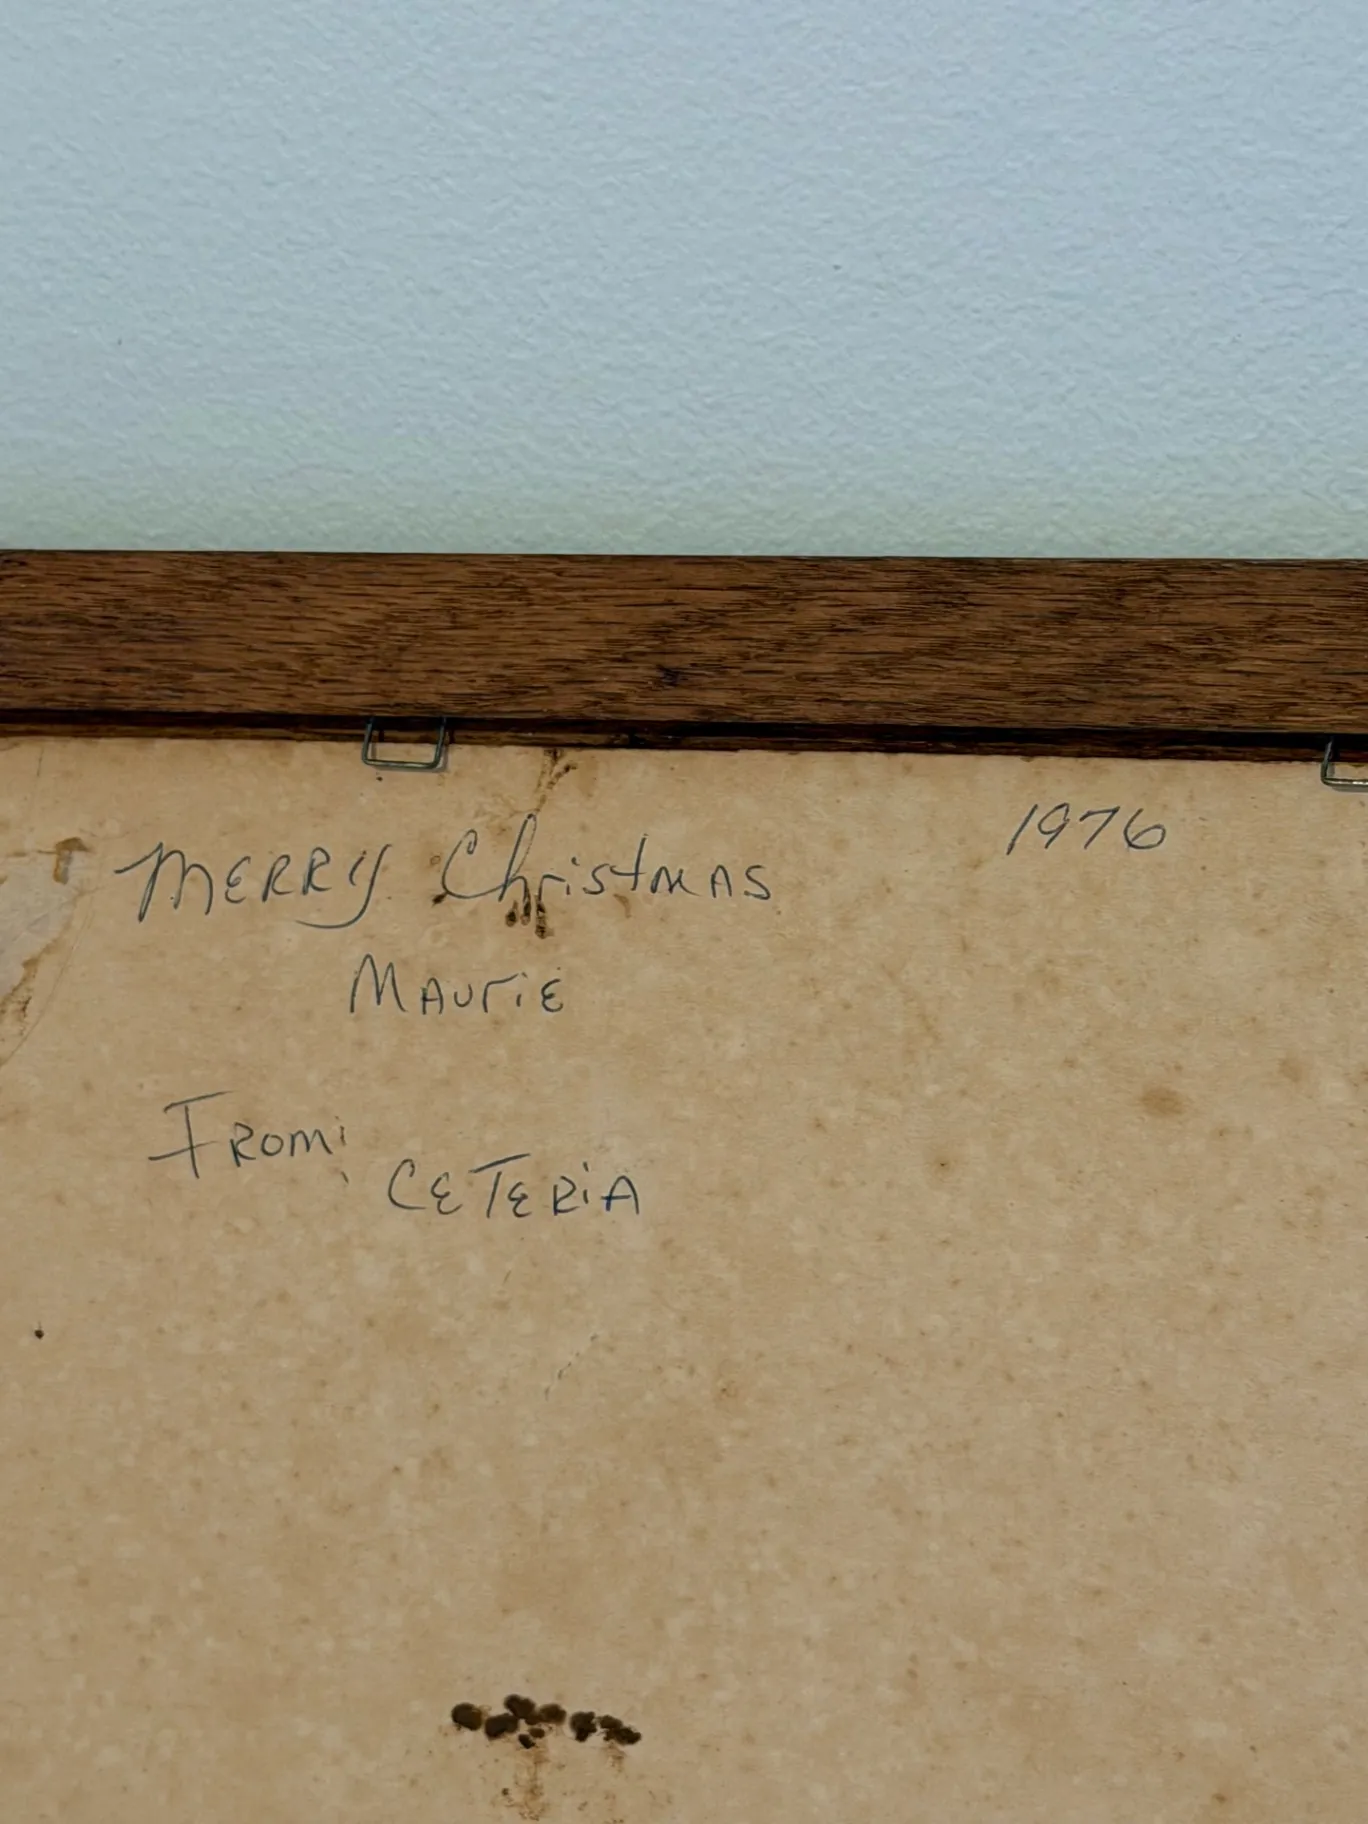 1976
MERRY Christmas
Maurie
FROM:
CETERIA